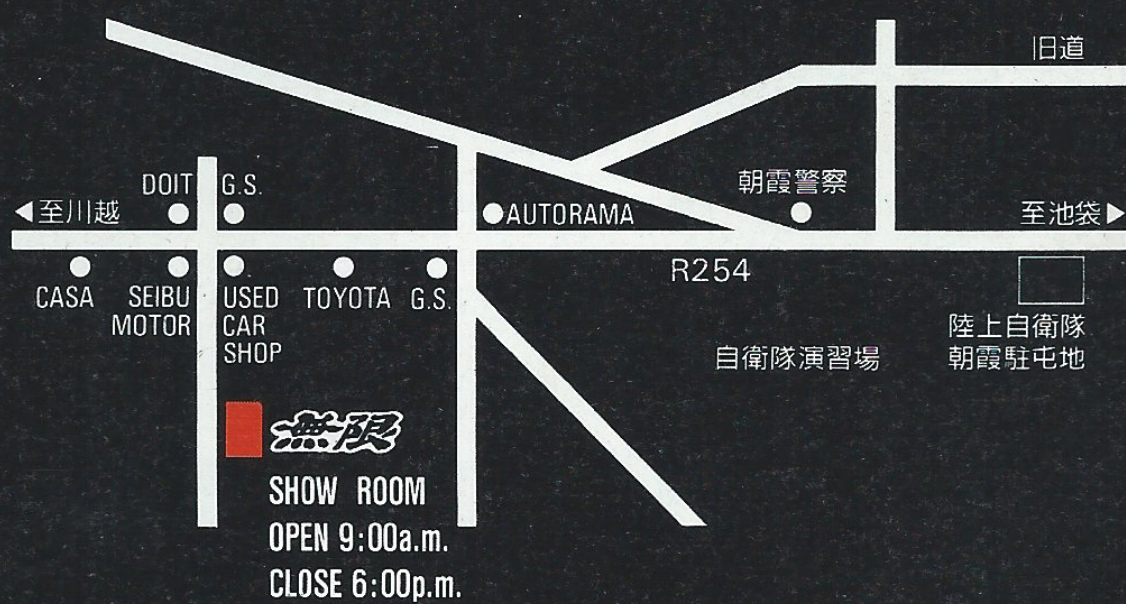 旧道
DOIT
G.S.
朝霞警察
◀至川越
AUTORAMA
至池袋▶
CASA
SEIBU
MOTOR
USED
CAR
SHOP
TOYOTA
G.S.
R254
自衛隊演習場
陸上自衛隊
朝霞駐屯地
無限
SHOW ROOM
OPEN 9:00a.m.
CLOSE 6:00p.m.